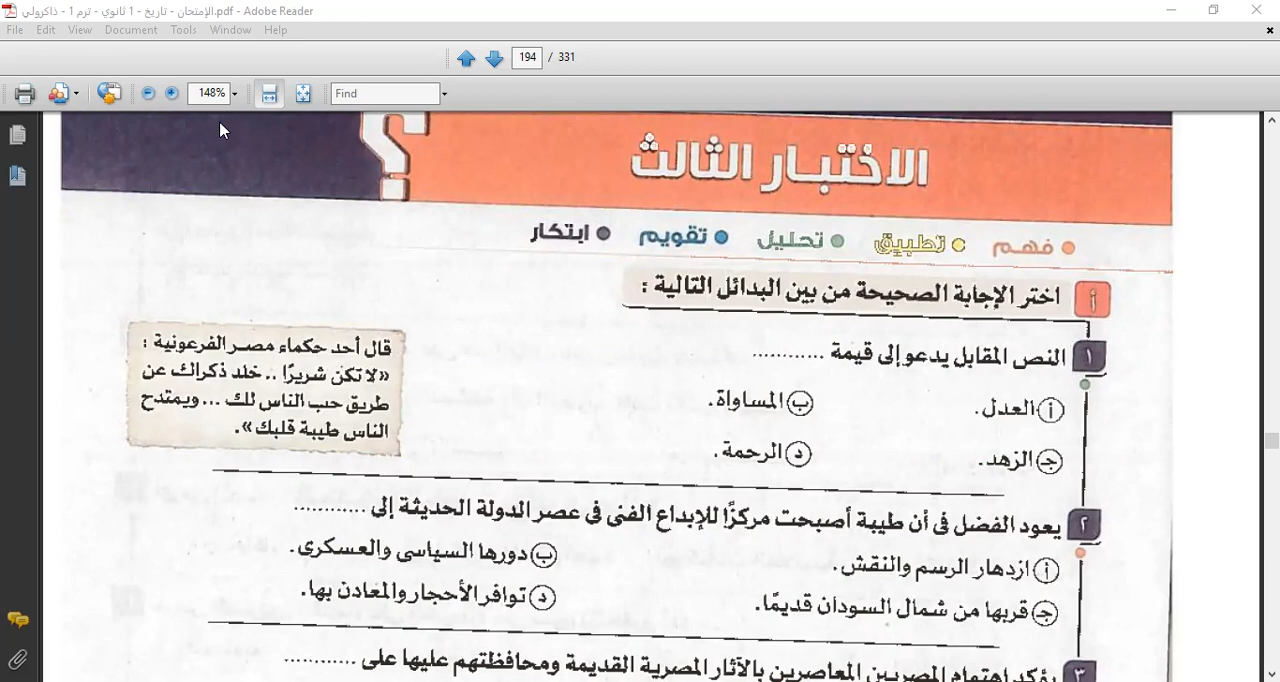 الإمتحان - تاريخ - 1 ثانوي - ترم 1 - ذاكرولي.pdf - Adobe Reader
File Edit View Document Tools Window Help
194 / 331
148% Find
الاختبار الثالث
فهم تطبيق تحليل تقويم ابتكار
أ اختر الإجابة الصحيحة من بين البدائل التالية :
١ النص المقابل يدعو إلى قيمة ...........
أ العدل. ب المساواة.
جـ الزهد. د الرحمة.
قال أحد حكماء مصر الفرعونية :
«لا تكن شريرًا .. خلد ذكراك عن
طريق حب الناس لك ... ويمتدح
الناس طيبة قلبك».
٢ يعود الفضل فى أن طيبة أصبحت مركزًا للإبداع الفنى فى عصر الدولة الحديثة إلى ...........
أ ازدهار الرسم والنقش. ب دورها السياسى والعسكرى.
جـ قربها من شمال السودان قديمًا. د توافر الأحجار والمعادن بها.
٣ يؤكد اهتمام المصريين المعاصرين بالآثار المصرية القديمة ومحافظتهم عليها على ...........